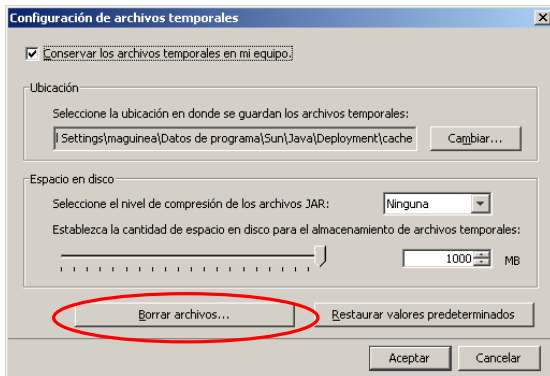 Configuración de archivos temporales
Conservar los archivos temporales en mi equipo.
Ubicación
Seleccione la ubicación en donde se guardan los archivos temporales:
l Settings\maguinea\Datos de programa\Sun\Java\Deployment\cache
Cambiar...
Espacio en disco
Seleccione el nivel de compresión de los archivos JAR:
Ninguna
Establezca la cantidad de espacio en disco para el almacenamiento de archivos temporales:
1000 MB
Borrar archivos...
Restaurar valores predeterminados
Aceptar
Cancelar